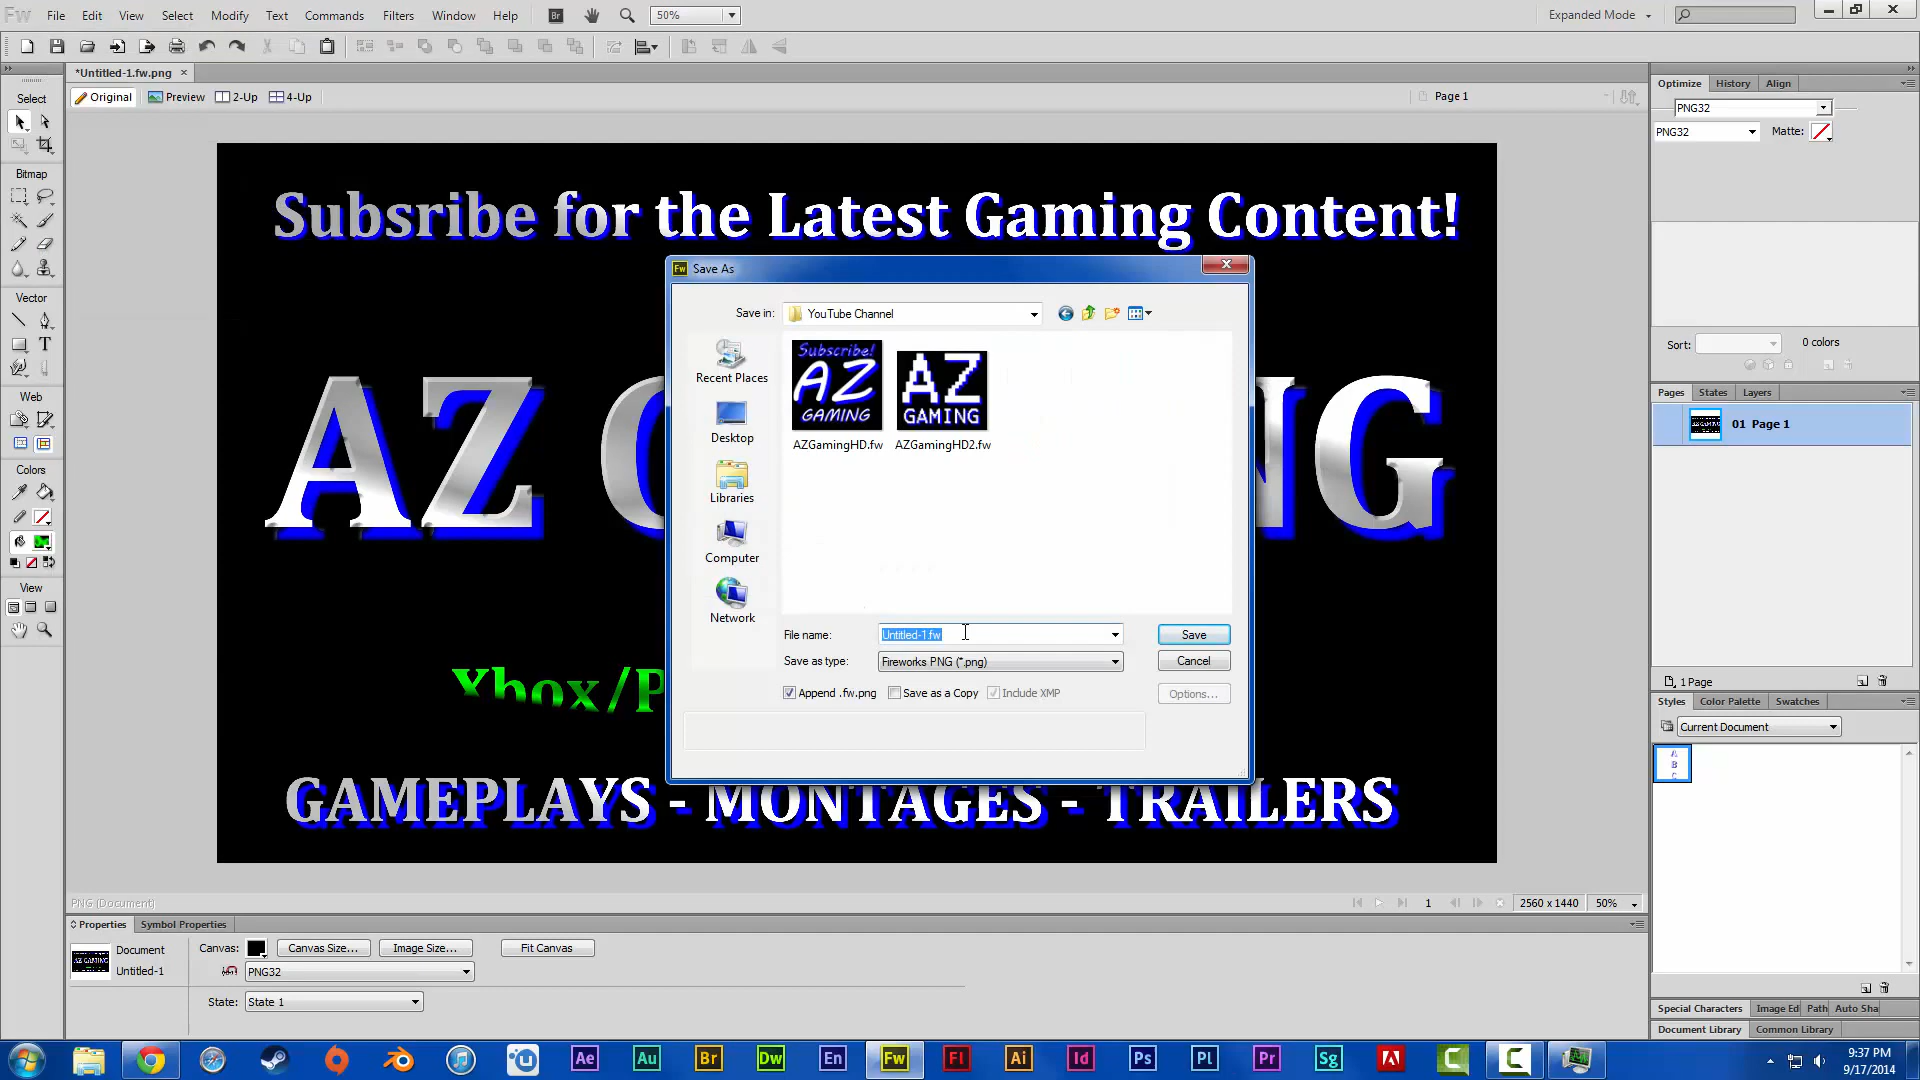 Fw File Edit View Select Modify Text Commands Filters Window Help Br 50% Expanded Mode
*Untitled-1.fw.png ×
Original Preview 2-Up 4-Up Page 1
Select
Bitmap
Vector
Web
Colors
View
Subsribe for the Latest Gaming Content!
AZ G
NG
Xbox/P
GAMEPLAYS - MONTAGES - TRAILERS
Fw Save As
Save in: YouTube Channel
Recent Places
Desktop
Libraries
Computer
Network
Subscribe!
AZ
GAMING
AZ
GAMING
AZGamingHD.fw AZGamingHD2.fw
File name: Untitled-1.fw Save
Save as type: Fireworks PNG (*.png) Cancel
Append .fw.png Save as a Copy Include XMP Options...
Optimize History Align
PNG32
PNG32 Matte:
Sort: 0 colors
Pages States Layers
01 Page 1
1 Page
Styles Color Palette Swatches
Current Document
A
B
C
Special Characters Image Ed Path Auto Sha
Document Library Common Library
PNG (Document) 1 2560 x 1440 50%
Properties Symbol Properties
Document
Untitled-1
Canvas: Canvas Size... Image Size... Fit Canvas
PNG32
State: State 1
Ae Au Br Dw En Fw Fl Ai Id Ps Pl Pr Sg
9:37 PM
9/17/2014